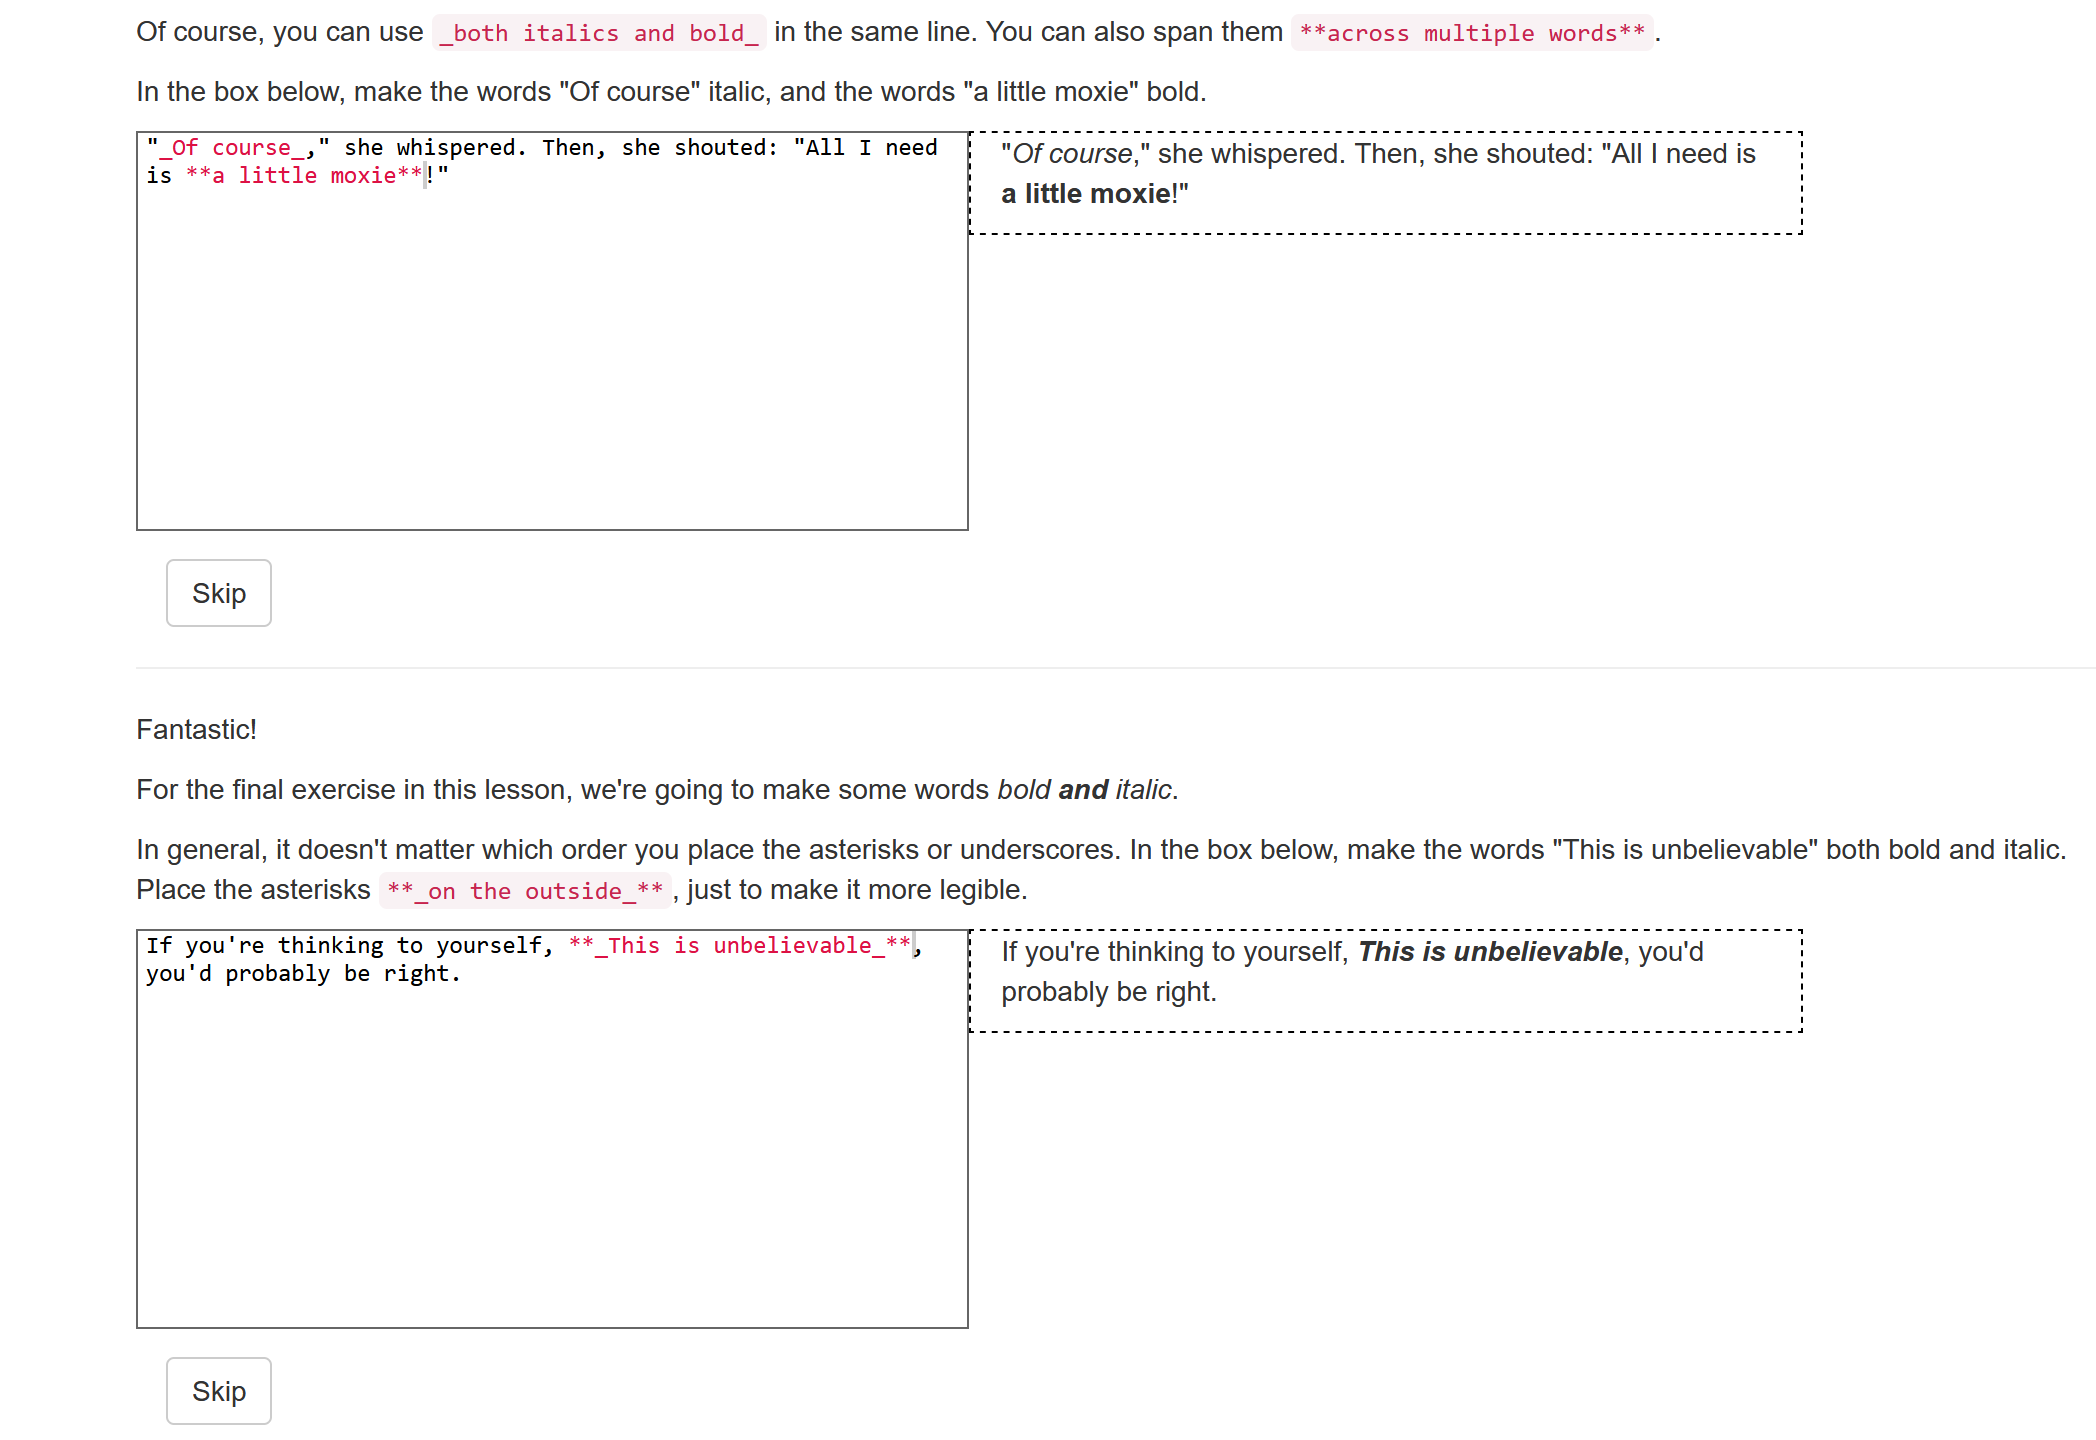 Of course, you can use _both italics and bold_ in the same line. You can also span them **across multiple words**.
In the box below, make the words "Of course" italic, and the words "a little moxie" bold.
"_Of course_," she whispered. Then, she shouted: "All I need
is **a little moxie**!"
"Of course," she whispered. Then, she shouted: "All I need is
a little moxie!"
Skip
Fantastic!
For the final exercise in this lesson, we're going to make some words bold and italic.
In general, it doesn't matter which order you place the asterisks or underscores. In the box below, make the words "This is unbelievable" both bold and italic.
Place the asterisks **_on the outside_**, just to make it more legible.
If you're thinking to yourself, **_This is unbelievable_**,
you'd probably be right.
If you're thinking to yourself, This is unbelievable, you'd
probably be right.
Skip